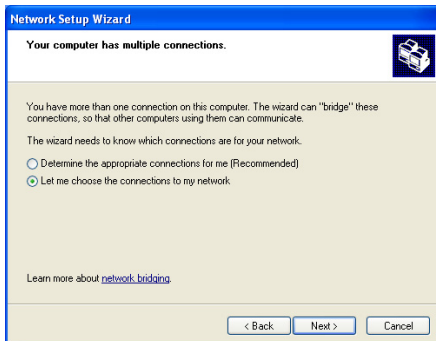 Network Setup Wizard
Your computer has multiple connections.
You have more than one connection on this computer. The wizard can "bridge" these
connections, so that other computers using them can communicate.
The wizard needs to know which connections are for your network.
Determine the appropriate connections for me (Recommended)
Let me choose the connections to my network
Learn more about network bridging.
< Back Next > Cancel